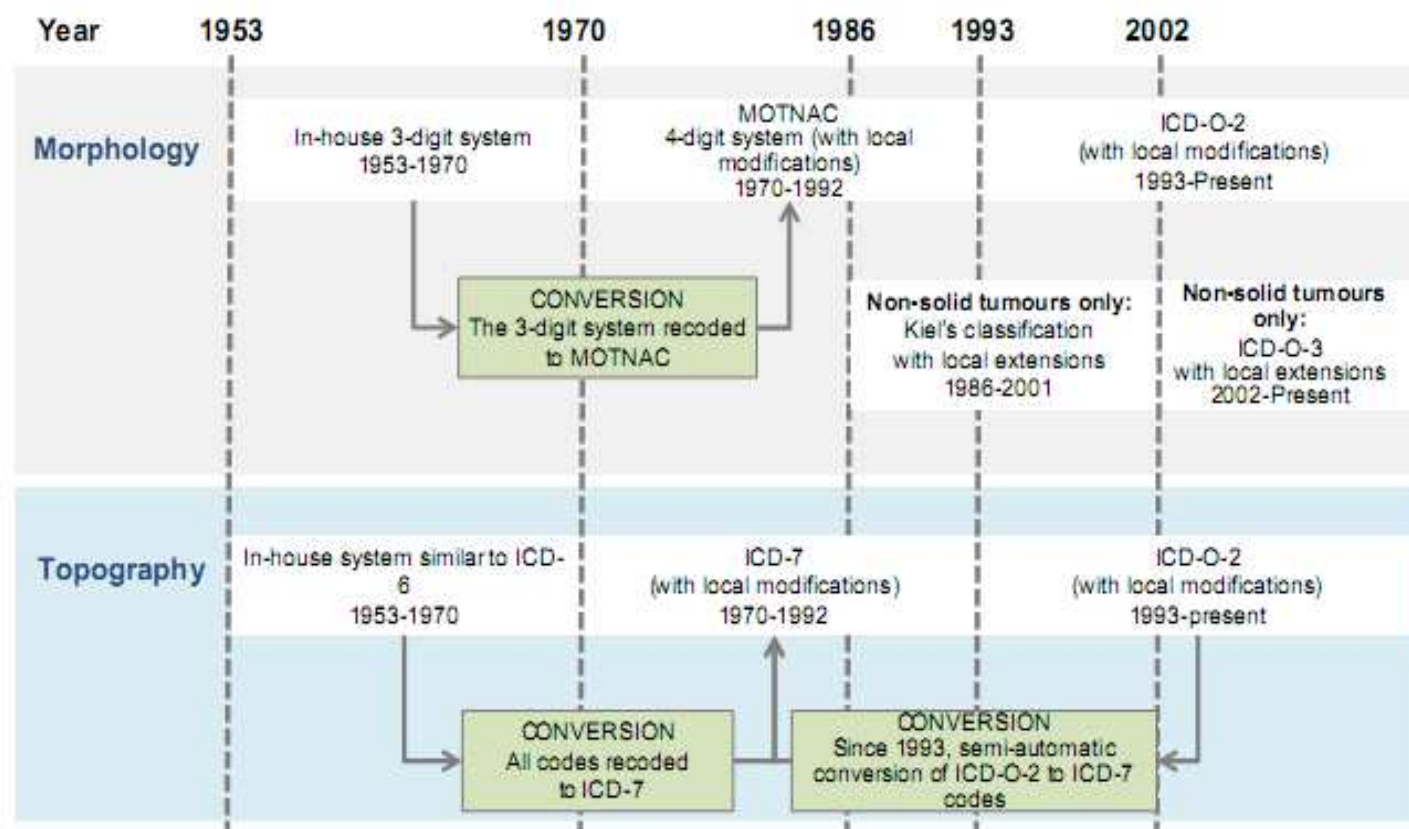 Year 1953 1970 1986 1993 2002
Morphology
In-house 3-digit system
1953-1970
MOTNAC
4-digit system (with local
modifications)
1970-1992
ICD-O-2
(with local modifications)
1993-Present
CONVERSION
The 3-digit system recoded
to MOTNAC
Non-solid tumours only:
Kiel's classification
with local extensions
1986-2001
Non-solid tumours
only:
ICD-O-3
with local extensions
2002-Present
Topography
In-house system similar to ICD-
6
1953-1970
ICD-7
(with local modifications)
1970-1992
ICD-O-2
(with local modifications)
1993-present
CONVERSION
All codes recoded
to ICD-7
CONVERSION
Since 1993, semi-automatic
conversion of ICD-O-2 to ICD-7
codes